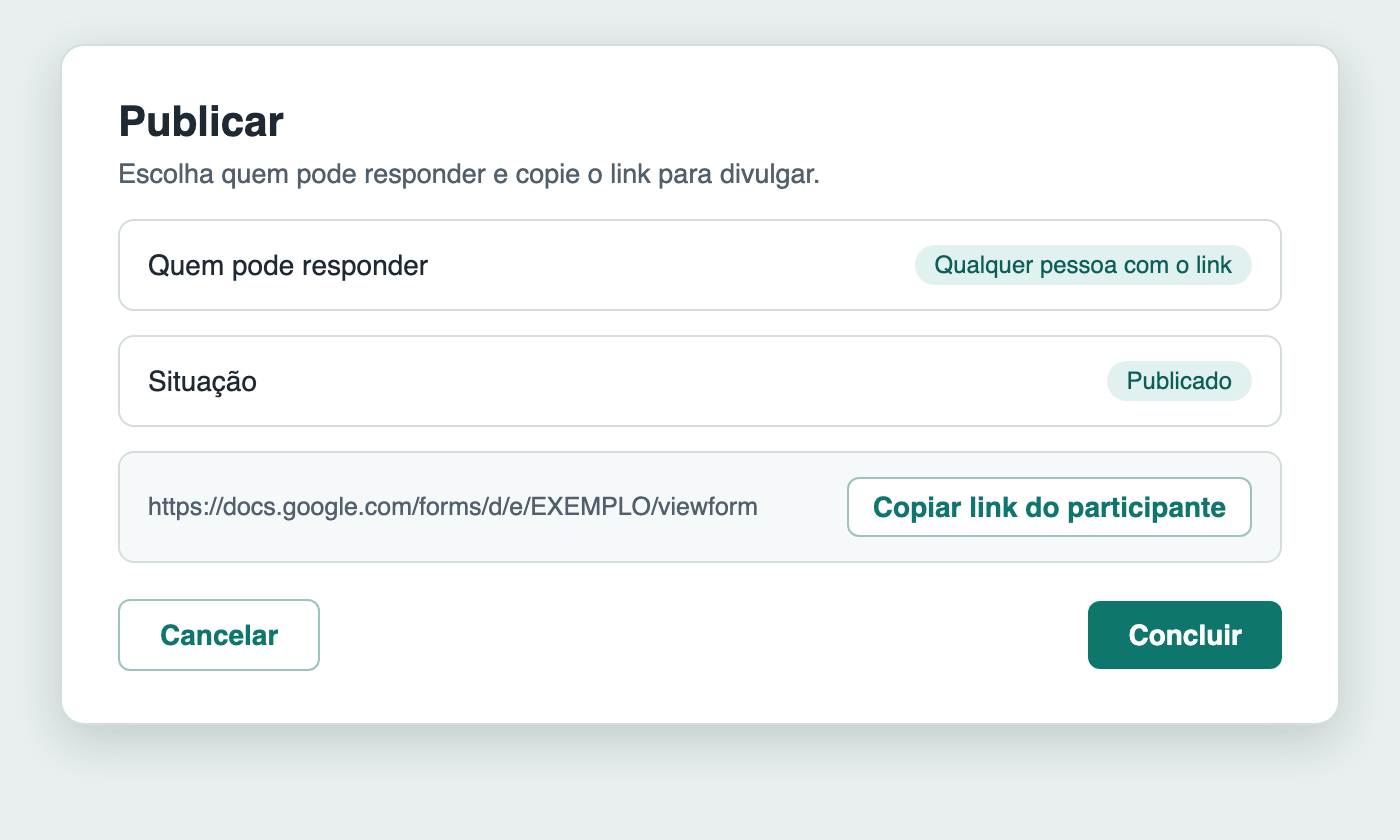 Publicar
Escolha quem pode responder e copie o link para divulgar.
Quem pode responder
Qualquer pessoa com o link
Situação
Publicado
https://docs.google.com/forms/d/e/EXEMPLO/viewform
Copiar link do participante
Cancelar
Concluir